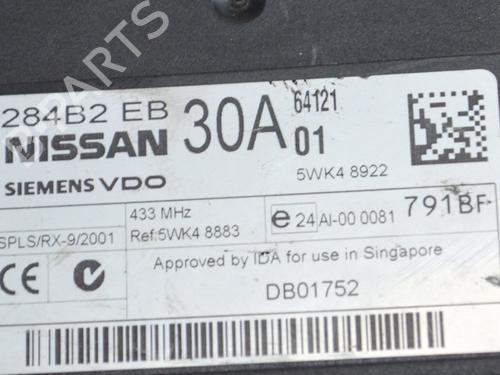 284B2 EB 30A 64121
NISSAN 01
SIEMENS VDO 5WK4 8922
433 MHz e 24 AI-00 0081 791BF
SPLS/RX-9/2001 Ref:5WK4 8883
CE Approved by IDA for use in Singapore
DB01752